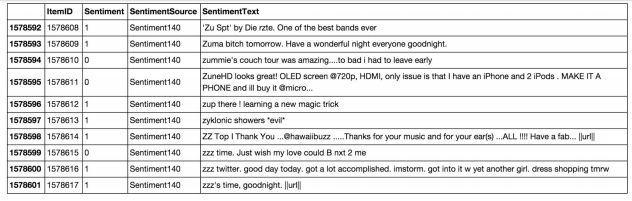 ItemID Sentiment SentimentSource SentimentText
1578592 1578608 1 Sentiment140 'Zu Spt' by Die rzte. One of the best bands ever
1578593 1578609 1 Sentiment140 Zuma bitch tomorrow. Have a wonderful night everyone goodnight.
1578594 1578610 0 Sentiment140 zummie's couch tour was amazing....to bad i had to leave early
1578595 1578611 0 Sentiment140 ZuneHD looks great! OLED screen @720p, HDMI, only issue is that I have an iPhone and 2 iPods . MAKE IT A
PHONE and ill buy it @micro...
1578596 1578612 1 Sentiment140 zup there ! learning a new magic trick
1578597 1578613 1 Sentiment140 zyklonic showers *evil*
1578598 1578614 1 Sentiment140 ZZ Top I Thank You ...@hawaiibuzz .....Thanks for your music and for your ear(s) ...ALL !!!! Have a fab... ||url||
1578599 1578615 0 Sentiment140 zzz time. Just wish my love could B nxt 2 me
1578600 1578616 1 Sentiment140 zzz twitter. good day today. got a lot accomplished. imstorm. got into it w yet another girl. dress shopping tmrw
1578601 1578617 1 Sentiment140 zzz's time, goodnight. ||url||